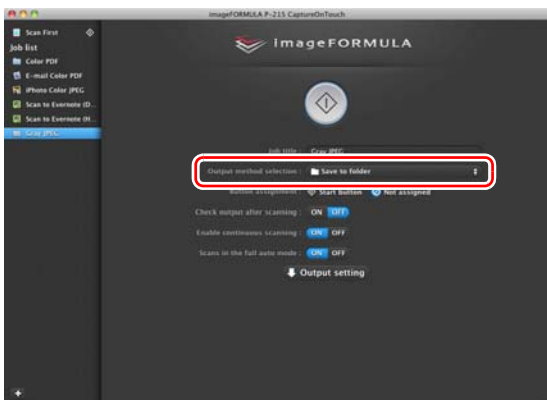 imageFORMULA P-215 CaptureOnTouch
Scan First
Job list
Color PDF
E-mail Color PDF
iPhoto Color JPEG
Scan to Evernote (D...
Scan to Evernote (H...
Gray JPEG
imageFORMULA
Job title : Gray JPEG
Output method selection : Save to folder
Button assignment : Start button Not assigned
Check output after scanning : ON OFF
Enable continuous scanning : ON OFF
Scans in the full auto mode : ON OFF
Output setting